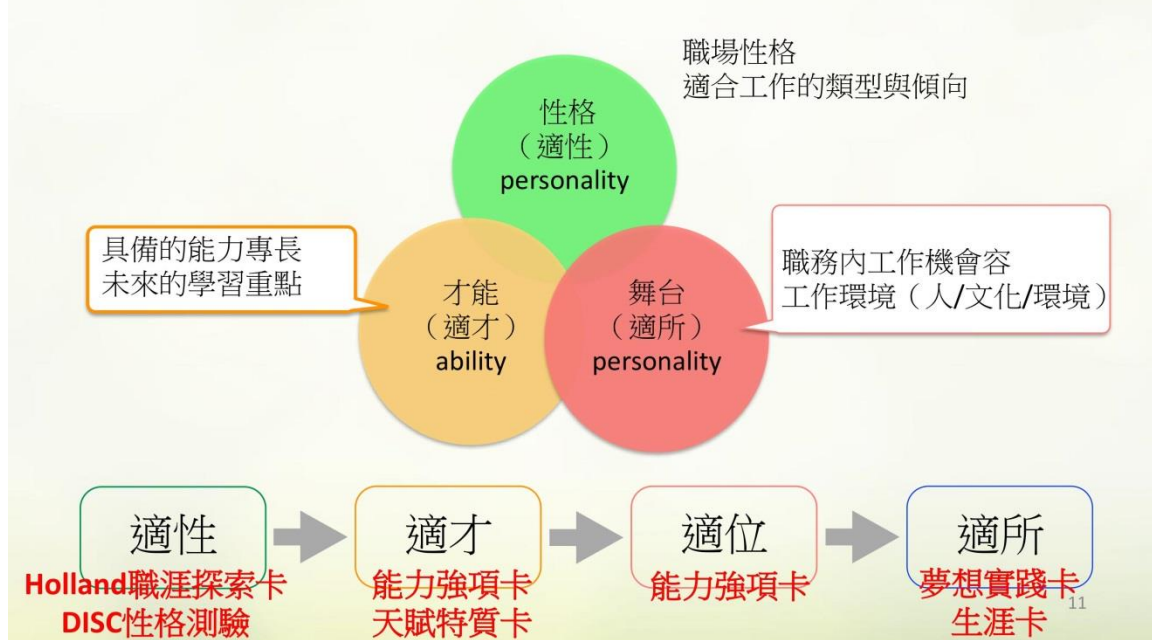 職場性格
適合工作的類型與傾向
性格
（適性）
personality
具備的能力專長
未來的學習重點
才能
（適才）
ability
舞台
（適所）
personality
職務內工作機會容
工作環境（人/文化/環境）
適性
Holland職涯探索卡
DISC性格測驗
適才
能力強項卡
天賦特質卡
適位
能力強項卡
適所
夢想實踐卡
生涯卡
11